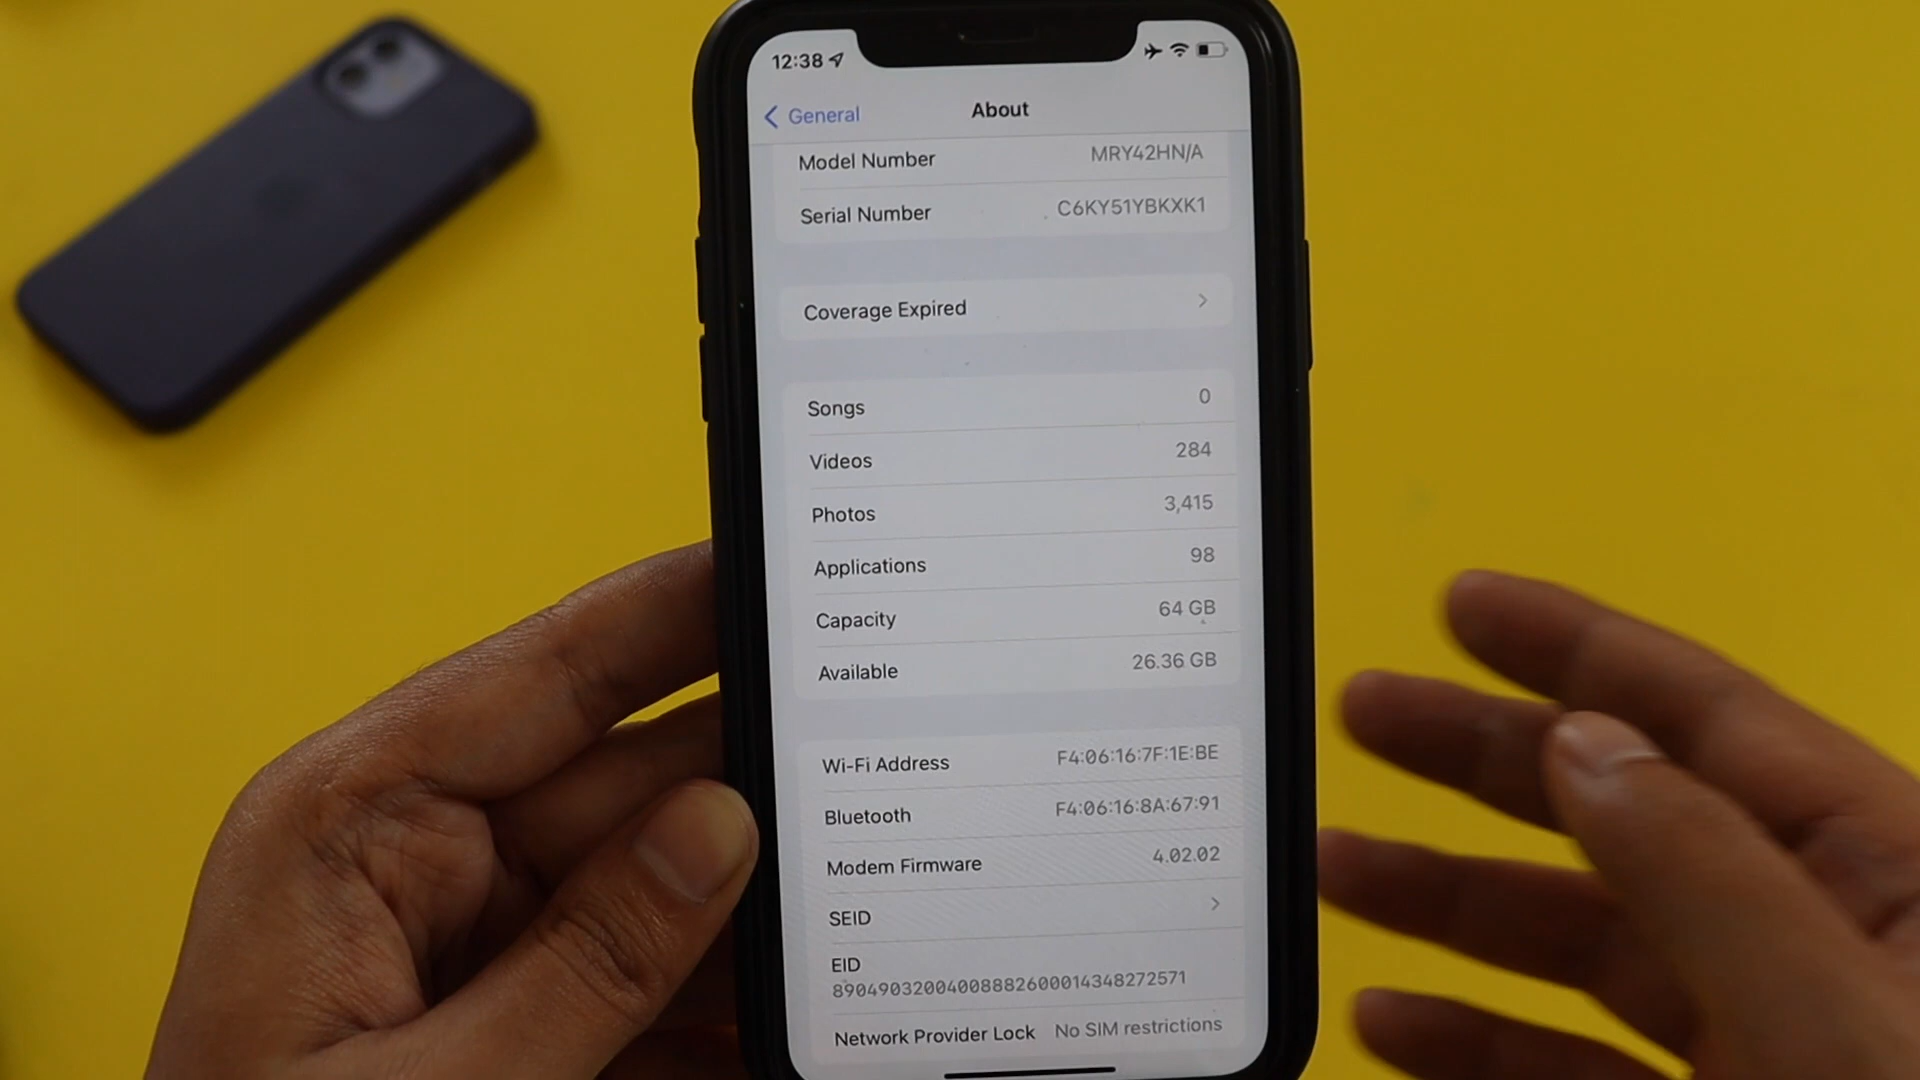 12:38
General
About
Model Number MRY42HN/A
Serial Number C6KY51YBKXK1
Coverage Expired
Songs 0
Videos 284
Photos 3,415
Applications 98
Capacity 64 GB
Available 26.36 GB
Wi-Fi Address F4:06:16:7F:1E:BE
Bluetooth F4:06:16:8A:67:91
Modem Firmware 4.02.02
SEID
EID
89049032004008882600014348272571
Network Provider Lock No SIM restrictions